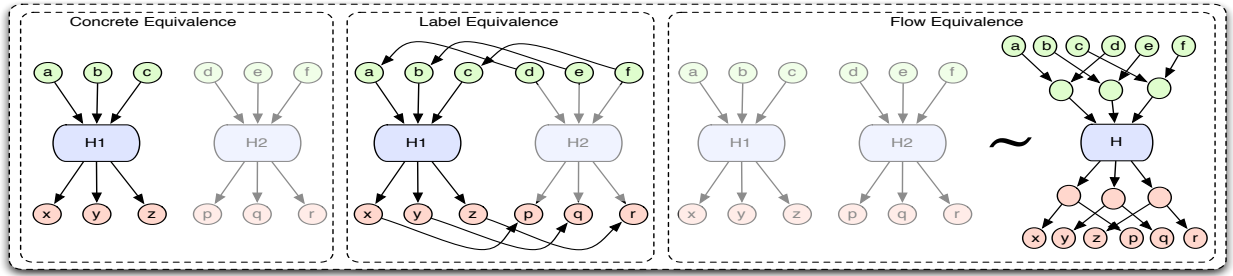 Concrete Equivalence
a b c d e f
H1 H2
x y z p q r
Label Equivalence
a b c d e f
H1 H2
x y z p q r
Flow Equivalence
a b c d e f
a b c d e f
H1 H2 ~ H
x y z p q r
x y z p q r